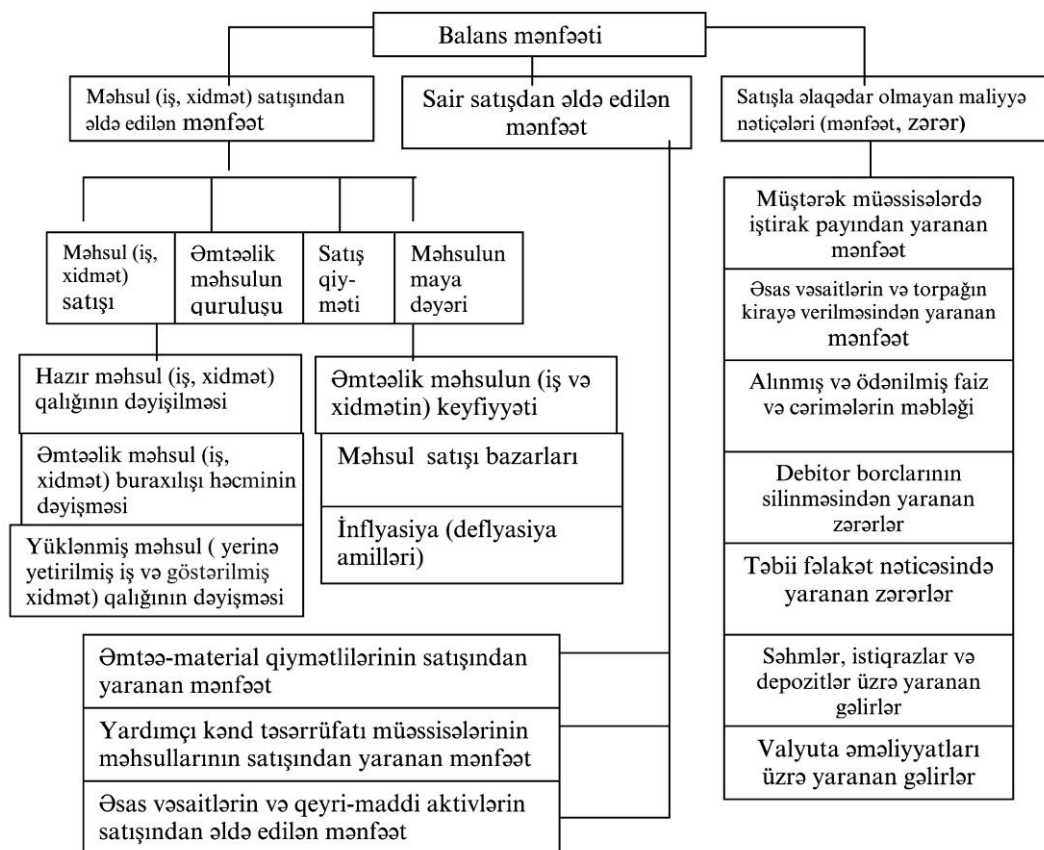 Balans mənfəəti
Məhsul (iş, xidmət) satışından
əldə edilən mənfəət
Sair satışdan əldə edilən
mənfəət
Satışla əlaqədar olmayan maliyyə
nətiçələri (mənfəət, zərər)
Məhsul (iş,
xidmət)
satışı
Əmtəəlik
məhsulun
quruluşu
Satış
qiy-
məti
Məhsulun
maya
dəyəri
Hazır məhsul (iş, xidmət)
qalığının dəyişilməsi
Əmtəəlik məhsul (iş,
xidmət) buraxılışı həcminin
dəyişməsi
Yüklənmiş məhsul ( yerinə
yetirilmiş iş və göstərilmiş
xidmət) qalığının dəyişməsi
Əmtəəlik məhsulun (iş və
xidmətin) keyfiyyəti
Məhsul satışı bazarları
İnflyasiya (deflyasiya
amilləri)
Əmtəə-material qiymətlilərinin satışından
yaranan mənfəət
Yardımçı kənd təsərrüfatı müəssisələrinin
məhsullarının satışından yaranan mənfəət
Əsas vəsaitlərin və qeyri-maddi aktivlərin
satışından əldə edilən mənfəət
Müştərək müəssisələrdə
iştirak payından yaranan
mənfəət
Əsas vəsaitlərin və torpağın
kirayə verilməsindən yaranan
mənfəət
Alınmış və ödənilmiş faiz
və cərimələrin məbləği
Debitor borclarının
silinməsindən yaranan
zərərlər
Təbii fəlakət nəticəsində
yaranan zərərlər
Səhmlər, istiqrazlar və
depozitlər üzrə yaranan
gəlirlər
Valyuta əməliyyatları
üzrə yaranan gəlirlər